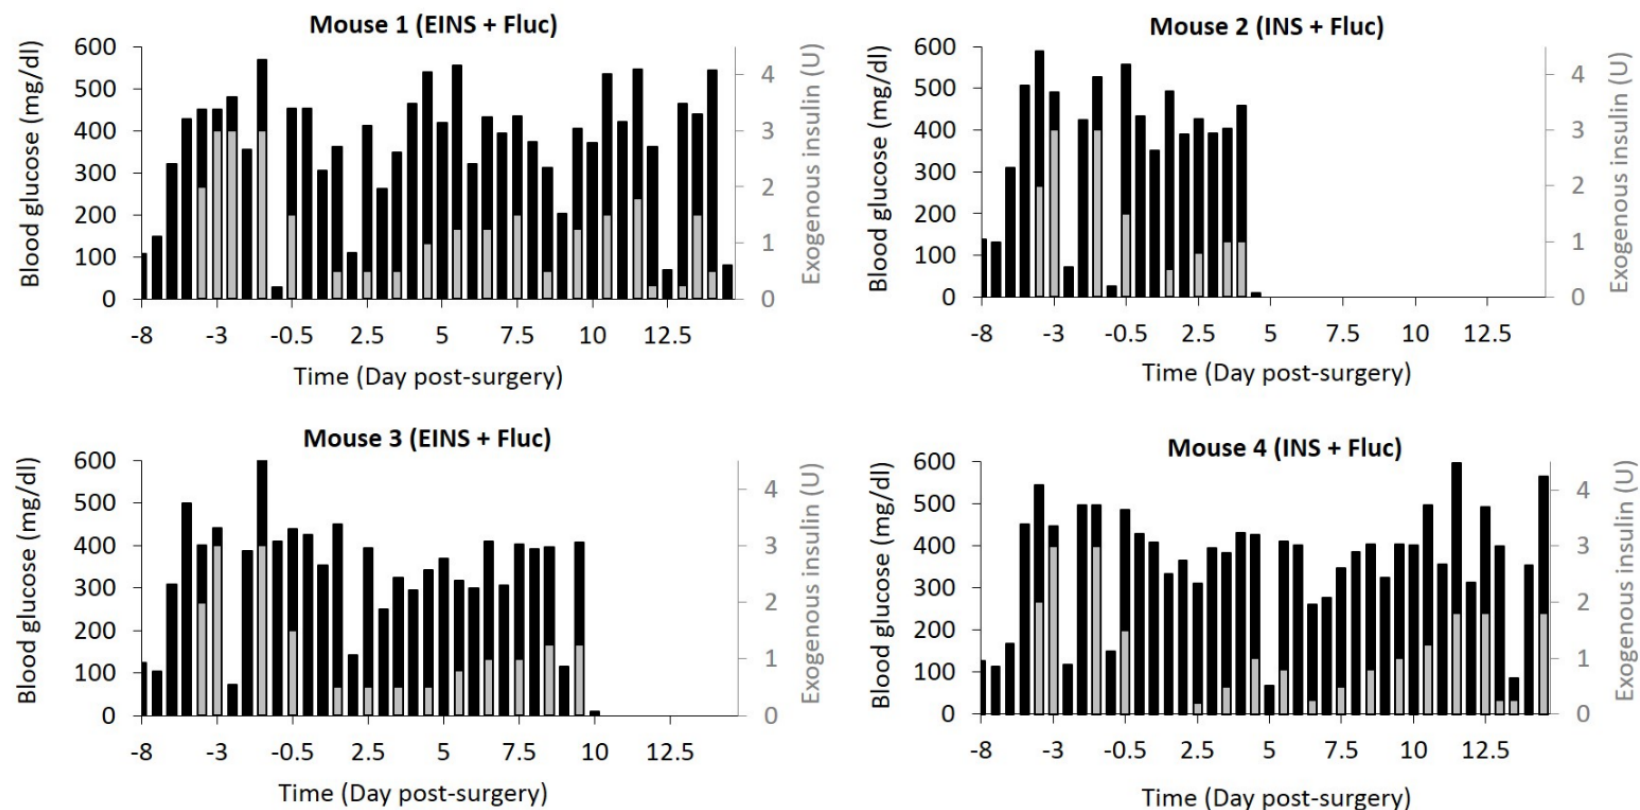 Mouse 1 (EINS + Fluc)
Blood glucose (mg/dl)
600
500
400
300
200
100
0
4
3
2
1
0
Exogenous insulin (U)
-8 -3 -0.5 2.5 5 7.5 10 12.5
Time (Day post-surgery)
Mouse 2 (INS + Fluc)
Blood glucose (mg/dl)
600
500
400
300
200
100
0
4
3
2
1
0
Exogenous insulin (U)
-8 -3 -0.5 2.5 5 7.5 10 12.5
Time (Day post-surgery)
Mouse 3 (EINS + Fluc)
Blood glucose (mg/dl)
600
500
400
300
200
100
0
4
3
2
1
0
Exogenous insulin (U)
-8 -3 -0.5 2.5 5 7.5 10 12.5
Time (Day post-surgery)
Mouse 4 (INS + Fluc)
Blood glucose (mg/dl)
600
500
400
300
200
100
0
4
3
2
1
0
Exogenous insulin (U)
-8 -3 -0.5 2.5 5 7.5 10 12.5
Time (Day post-surgery)